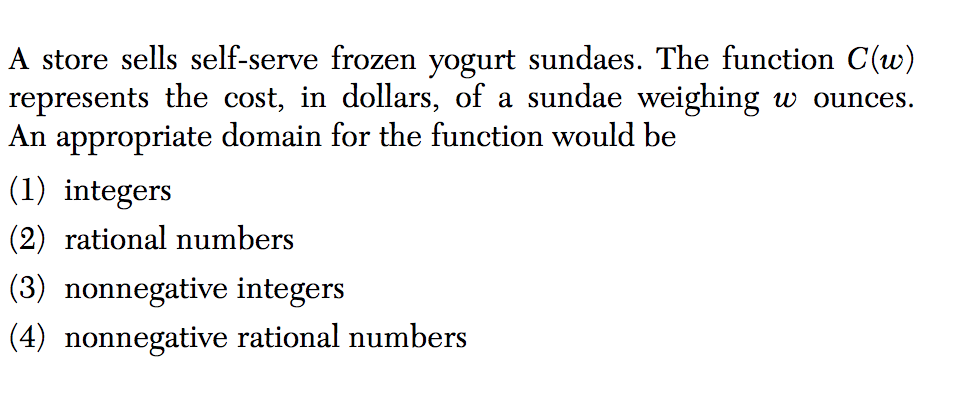 A store sells self-serve frozen yogurt sundaes. The function C(w)
represents the cost, in dollars, of a sundae weighing w ounces.
An appropriate domain for the function would be
(1) integers
(2) rational numbers
(3) nonnegative integers
(4) nonnegative rational numbers